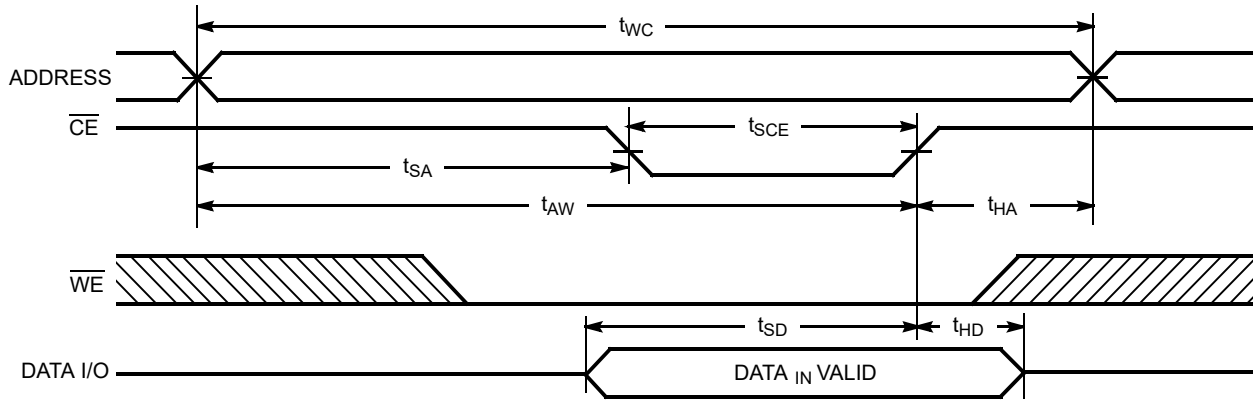 tWC
ADDRESS
CE
tSCE
tSA
tAW
tHA
WE
tSD
tHD
DATA I/O
DATA IN VALID